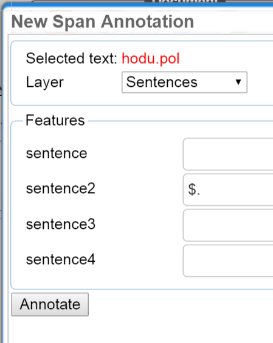 New Span Annotation
Selected text: hodu.pol
Layer Sentences
Features
sentence
sentence2 $.
sentence3
sentence4
Annotate